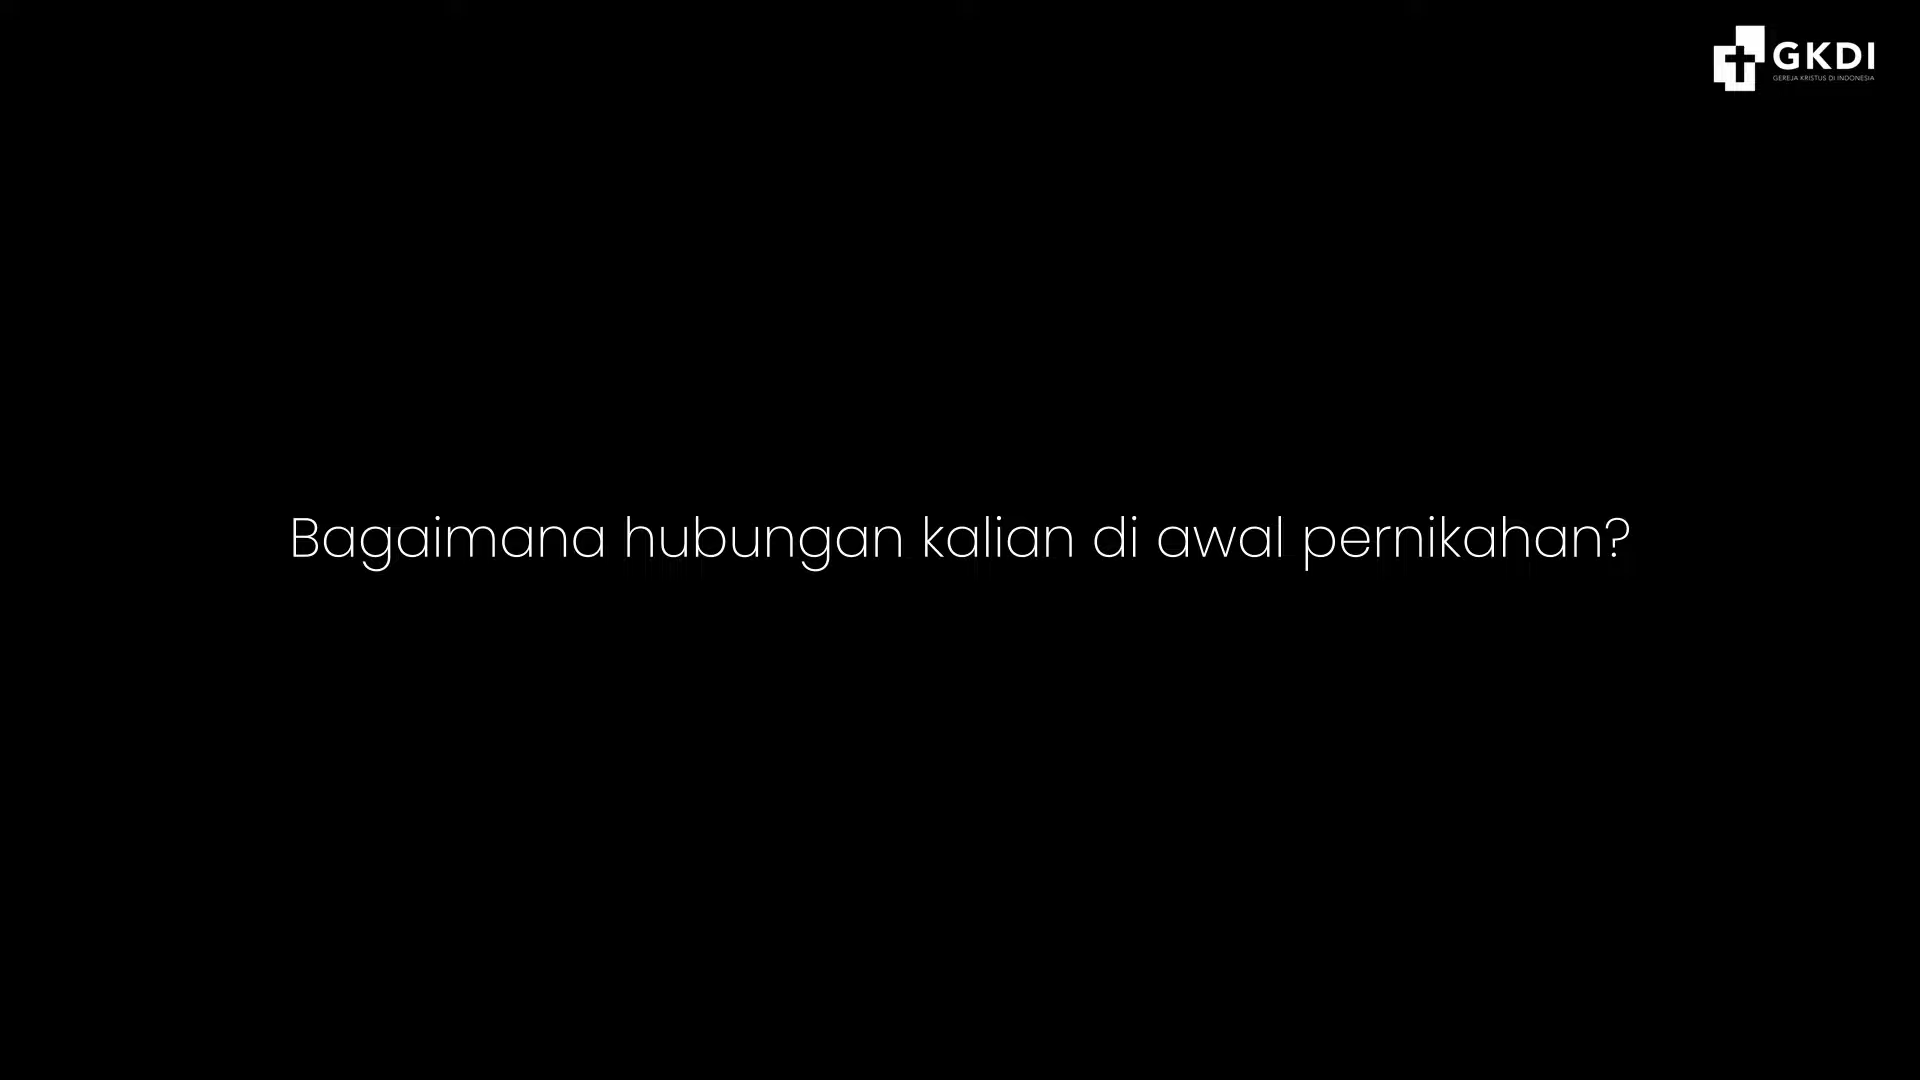 GKDI
GEREJA KRISTUS DI INDONESIA
Bagaimana hubungan kalian di awal pernikahan?